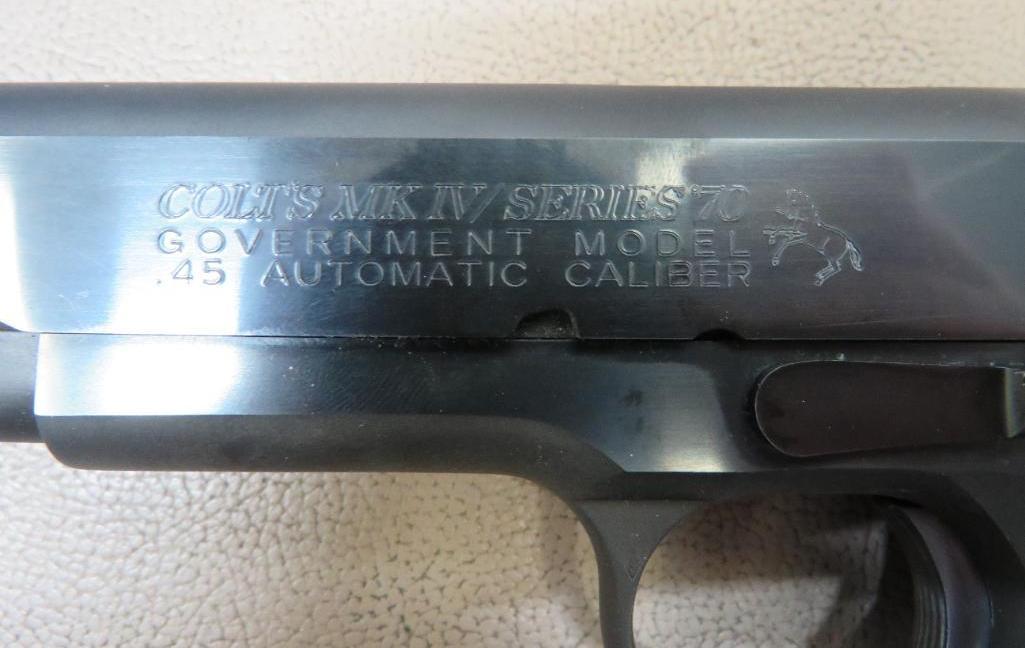 COLT'S MK IV / SERIES '70
GOVERNMENT MODEL
.45 AUTOMATIC CALIBER